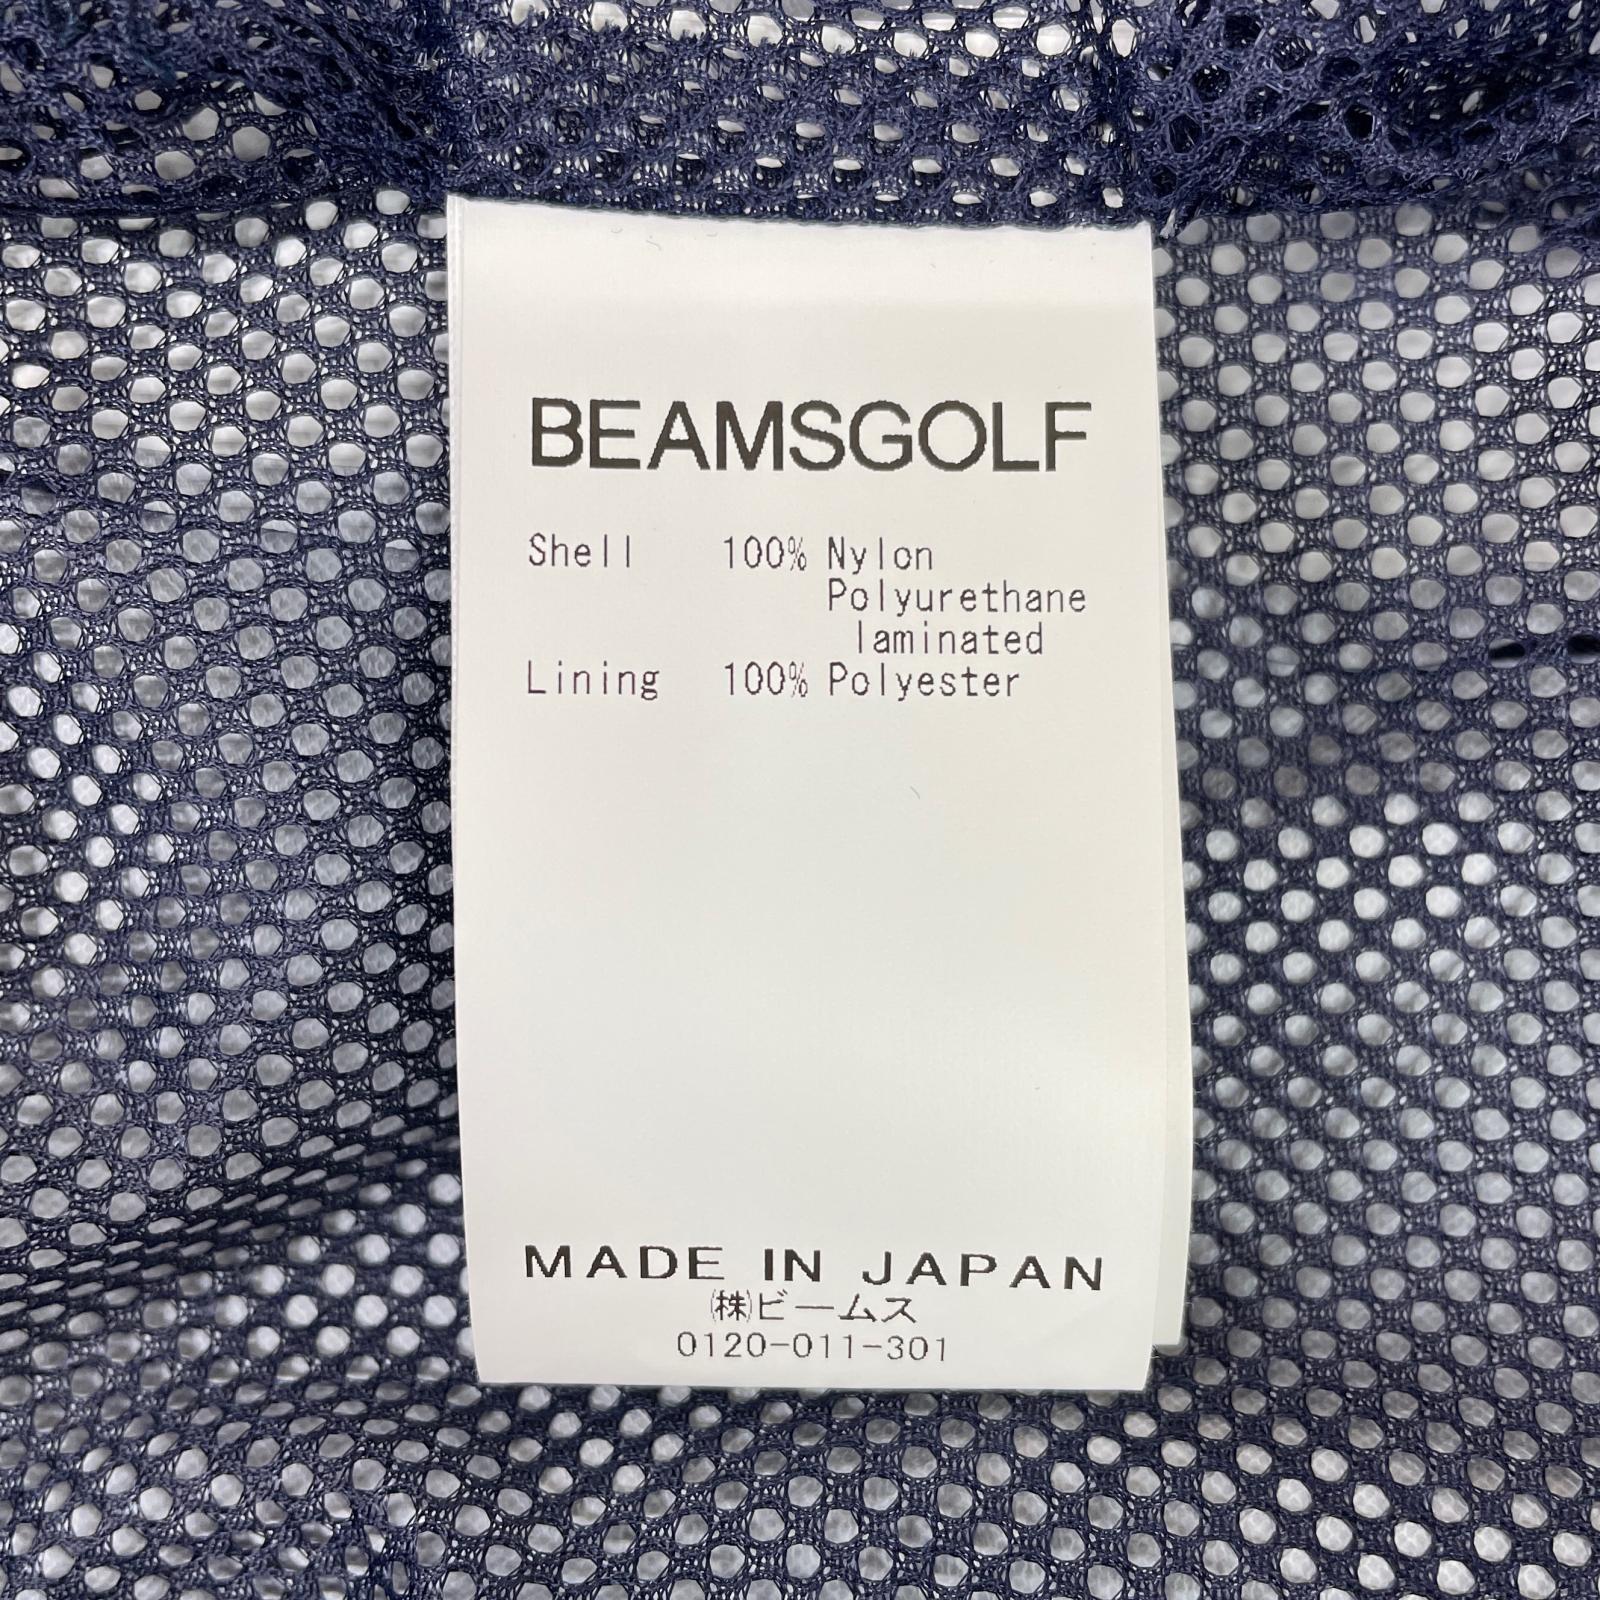 BEAMSGOLF
Shell 100% Nylon
Polyurethane
laminated
Lining 100% Polyester
MADE IN JAPAN
㈱ビームス
0120-011-301